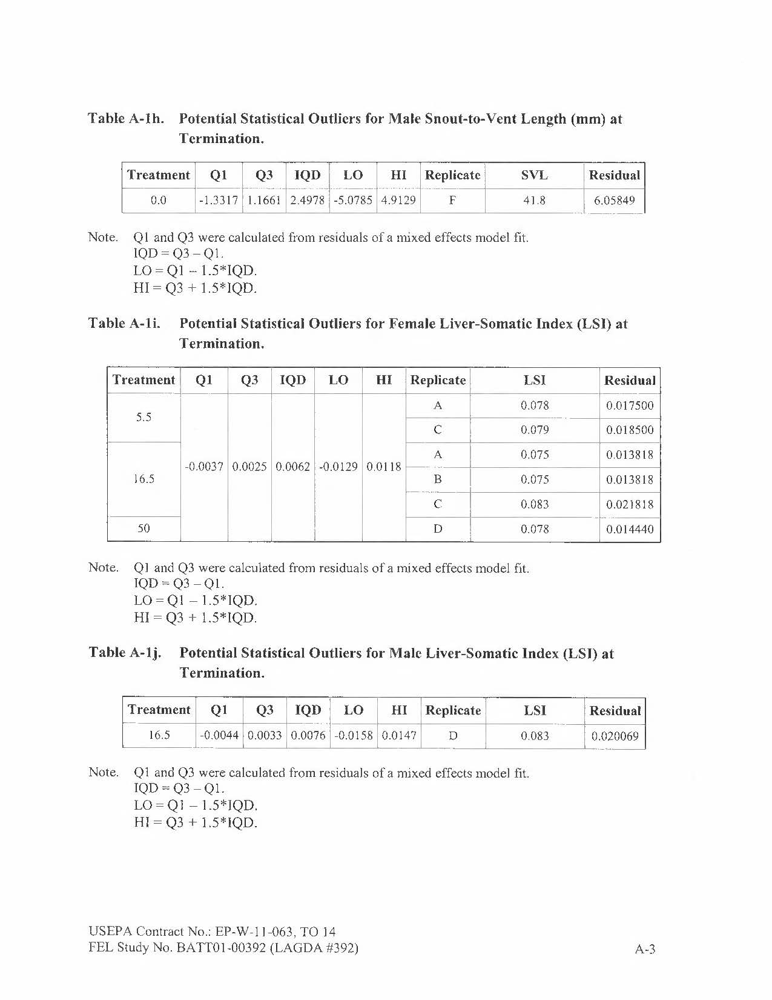 Table A-1h. Potential Statistical Outliers for Male Snout-to-Vent Length (mm) at
Termination.
Treatment Q1 Q3 IQD LO HI Replicate SVL Residual
0.0 -1.3317 1.1661 2.4978 -5.0785 4.9129 F 41.8 6.05849
Note. Q1 and Q3 were calculated from residuals of a mixed effects model fit.
IQD = Q3 – Q1.
LO = Q1 – 1.5*IQD.
HI = Q3 + 1.5*IQD.
Table A-1i. Potential Statistical Outliers for Female Liver-Somatic Index (LSI) at
Termination.
Treatment Q1 Q3 IQD LO HI Replicate LSI Residual
5.5 A 0.078 0.017500
C 0.079 0.018500
16.5 -0.0037 0.0025 0.0062 -0.0129 0.0118 A 0.075 0.013818
B 0.075 0.013818
C 0.083 0.021818
50 D 0.078 0.014440
Note. Q1 and Q3 were calculated from residuals of a mixed effects model fit.
IQD = Q3 – Q1.
LO = Q1 – 1.5*IQD.
HI = Q3 + 1.5*IQD.
Table A-1j. Potential Statistical Outliers for Male Liver-Somatic Index (LSI) at
Termination.
Treatment Q1 Q3 IQD LO HI Replicate LSI Residual
16.5 -0.0044 0.0033 0.0076 -0.0158 0.0147 D 0.083 0.020069
Note. Q1 and Q3 were calculated from residuals of a mixed effects model fit.
IQD = Q3 – Q1.
LO = Q1 – 1.5*IQD.
HI = Q3 + 1.5*IQD.
USEPA Contract No.: EP-W-11-063, TO 14
FEL Study No. BATT01-00392 (LAGDA #392) A-3